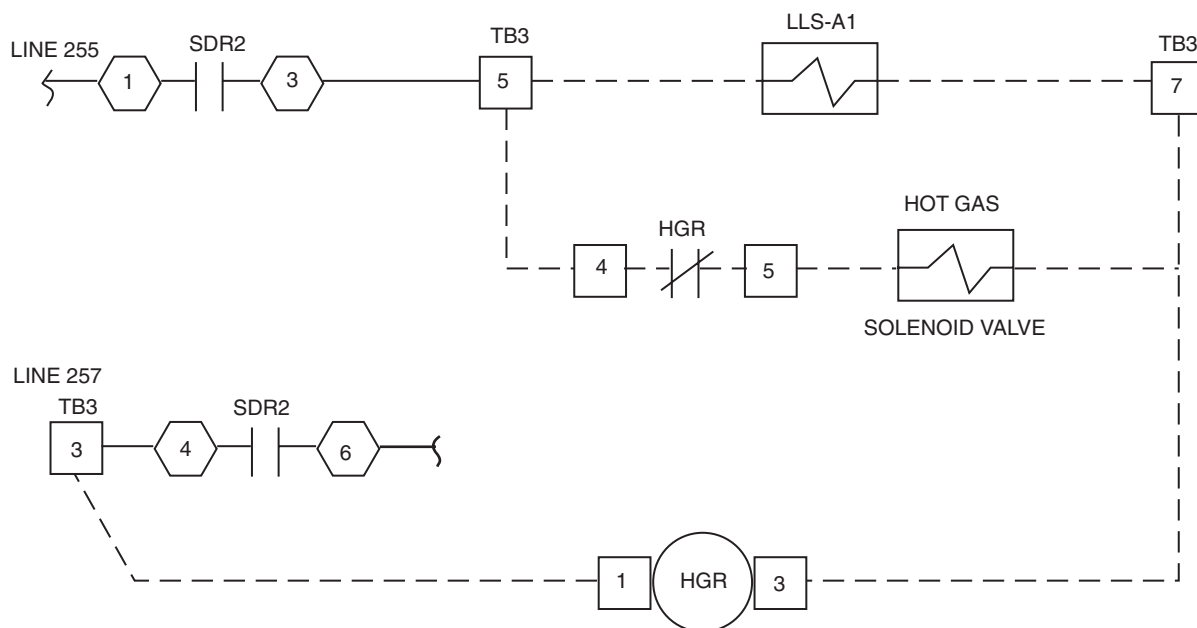 LINE 255
SDR2
TB3
LLS-A1
TB3
1
3
5
7
HGR
HOT GAS
4
5
SOLENOID VALVE
LINE 257
TB3
SDR2
3
4
6
1
HGR
3